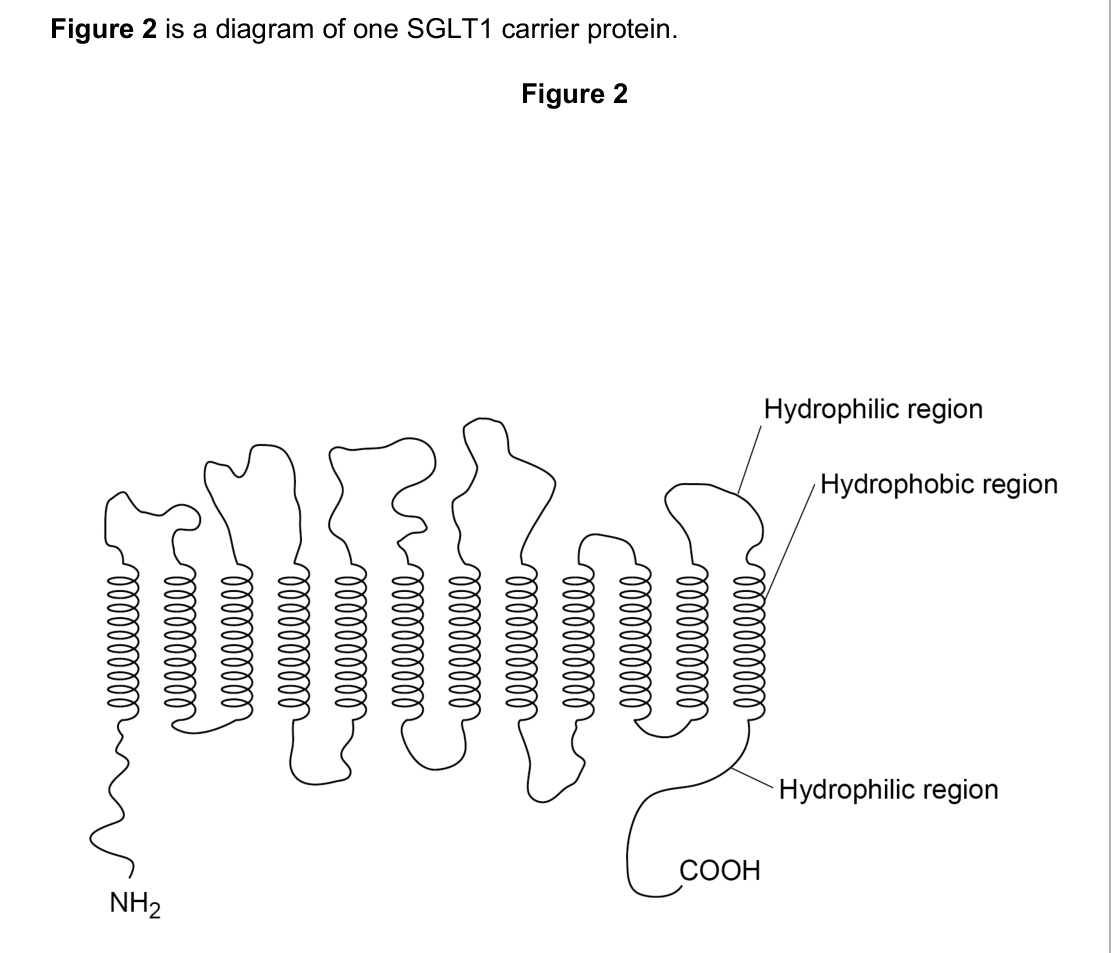 Figure 2 is a diagram of one SGLT1 carrier protein.
Figure 2
Hydrophilic region
Hydrophobic region
Hydrophilic region
COOH
NH2